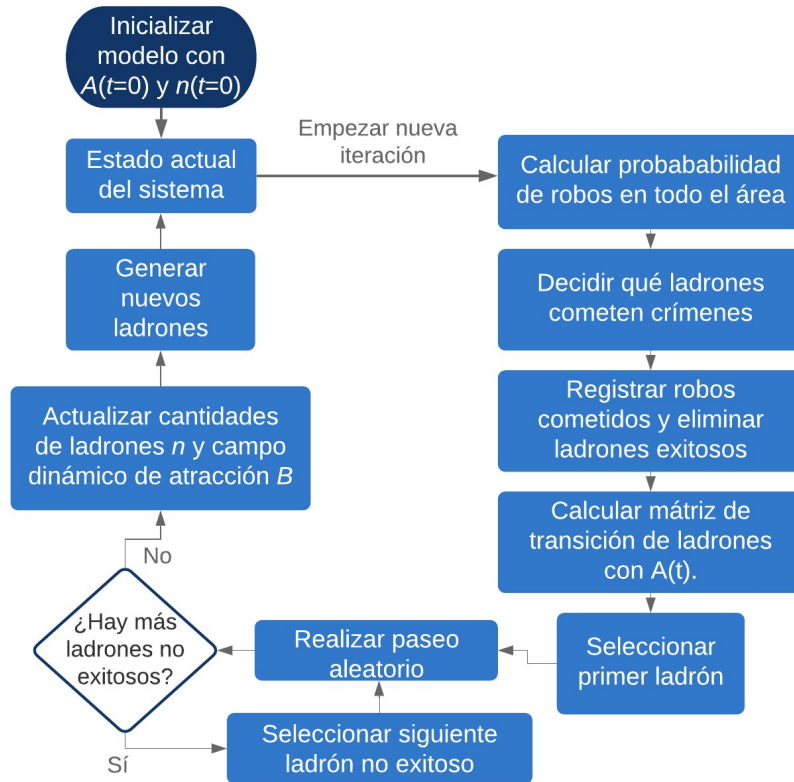 Inicializar
modelo con
A(t=0) y n(t=0)
Estado actual
del sistema
Empezar nueva
iteración
Calcular probababilidad
de robos en todo el área
Decidir qué ladrones
cometen crímenes
Registrar robos
cometidos y eliminar
ladrones exitosos
Calcular mátriz de
transición de ladrones
con A(t).
Seleccionar
primer ladrón
Realizar paseo
aleatorio
¿Hay más
ladrones no
exitosos?
Sí
Seleccionar siguiente
ladrón no exitoso
No
Actualizar cantidades
de ladrones n y campo
dinámico de atracción B
Generar
nuevos
ladrones